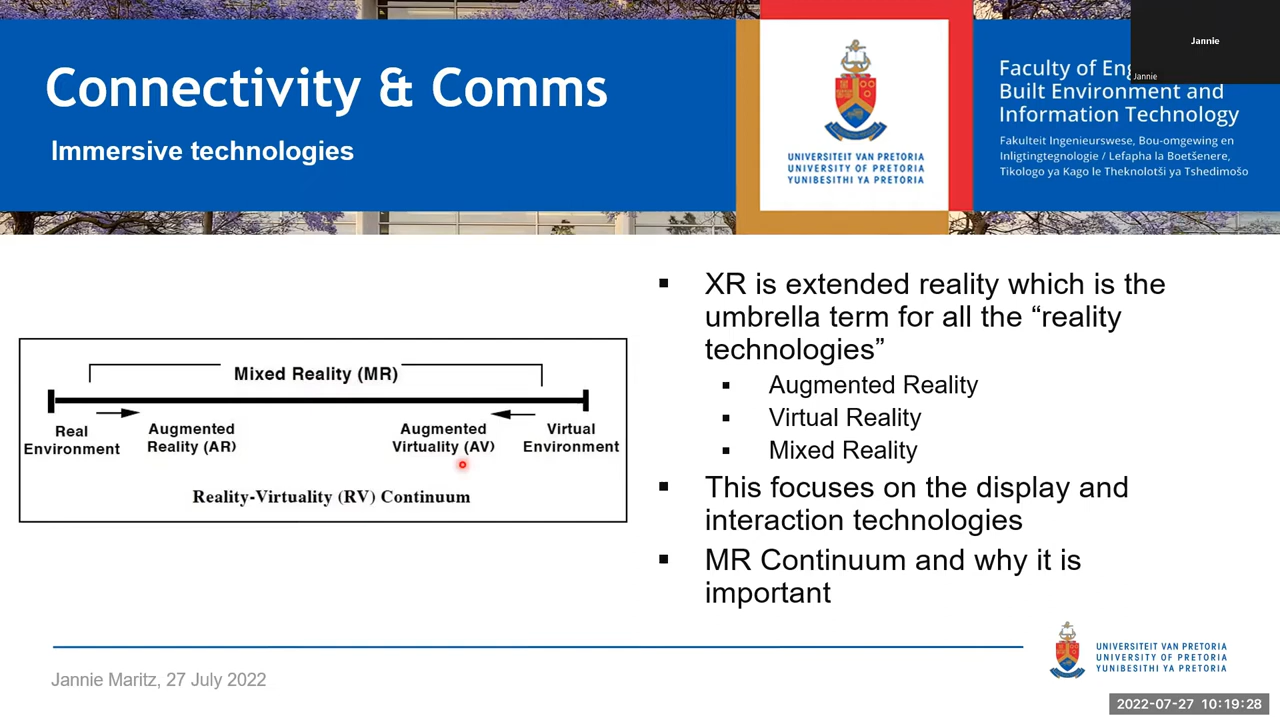 Connectivity & Comms
Immersive technologies
UNIVERSITEIT VAN PRETORIA
UNIVERSITY OF PRETORIA
YUNIBESITHI YA PRETORIA
Faculty of Eng
Built Environment and
Information Technology
Fakulteit Ingenieurswese, Bou-omgewing en
Inligtingtegnologie / Lefapha la Boetšenere,
Tikologo ya Kago le Theknolotši ya Tshedimošo
Jannie
Jannie
Mixed Reality (MR)
Real
Environment
Augmented
Reality (AR)
Augmented
Virtuality (AV)
Virtual
Environment
Reality-Virtuality (RV) Continuum
▪ XR is extended reality which is the
umbrella term for all the “reality
technologies”
▪ Augmented Reality
▪ Virtual Reality
▪ Mixed Reality
▪ This focuses on the display and
interaction technologies
▪ MR Continuum and why it is
important
Jannie Maritz, 27 July 2022
UNIVERSITEIT VAN PRETORIA
UNIVERSITY OF PRETORIA
YUNIBESITHI YA PRETORIA
2022-07-27 10:19:28